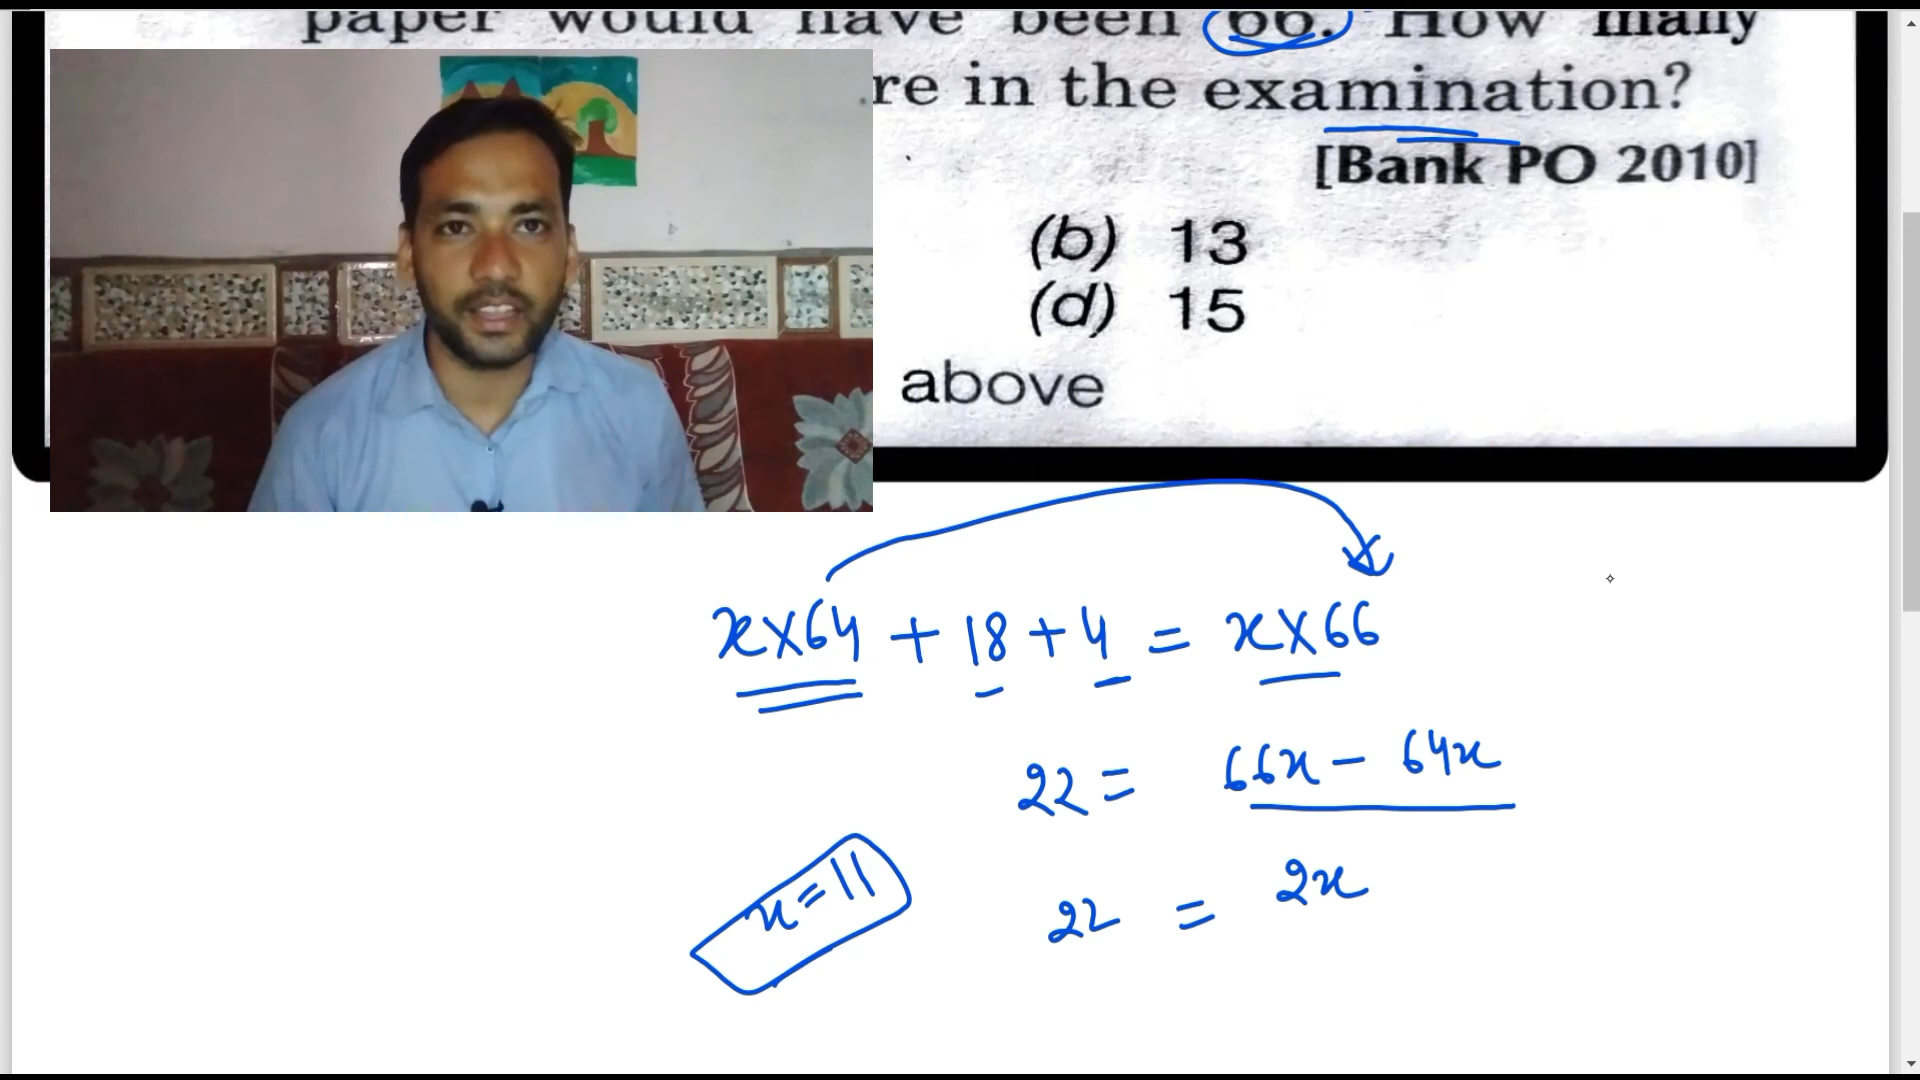 paper would have been 66. How many
re in the examination?
[Bank PO 2010]
(b) 13
(d) 15
above
x×64 + 18 + 4 = x×66
22 = 66x − 64x
22 = 2x
x = 11